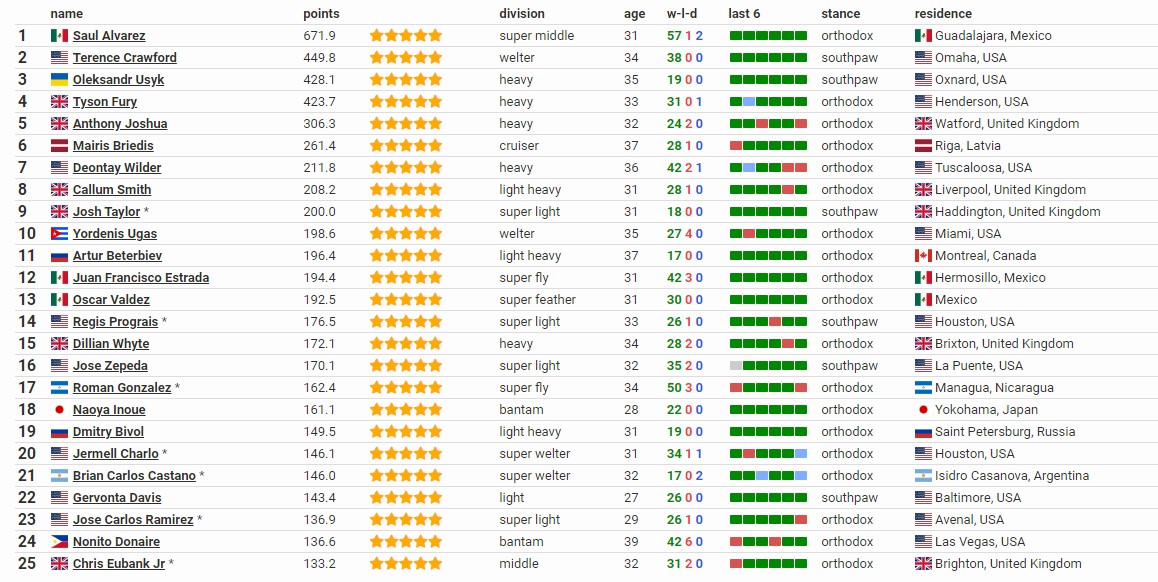 name points division age w-l-d last 6 stance residence
1 Saul Alvarez 671.9 super middle 31 57 1 2 orthodox Guadalajara, Mexico
2 Terence Crawford 449.8 welter 34 38 0 0 southpaw Omaha, USA
3 Oleksandr Usyk 428.1 heavy 35 19 0 0 southpaw Oxnard, USA
4 Tyson Fury 423.7 heavy 33 31 0 1 orthodox Henderson, USA
5 Anthony Joshua 306.3 heavy 32 24 2 0 orthodox Watford, United Kingdom
6 Mairis Briedis 261.4 cruiser 37 28 1 0 orthodox Riga, Latvia
7 Deontay Wilder 211.8 heavy 36 42 2 1 orthodox Tuscaloosa, USA
8 Callum Smith 208.2 light heavy 31 28 1 0 orthodox Liverpool, United Kingdom
9 Josh Taylor * 200.0 super light 31 18 0 0 southpaw Haddington, United Kingdom
10 Yordenis Ugas 198.6 welter 35 27 4 0 orthodox Miami, USA
11 Artur Beterbiev 196.4 light heavy 37 17 0 0 orthodox Montreal, Canada
12 Juan Francisco Estrada 194.4 super fly 31 42 3 0 orthodox Hermosillo, Mexico
13 Oscar Valdez 192.5 super feather 31 30 0 0 orthodox Mexico
14 Regis Prograis * 176.5 super light 33 26 1 0 southpaw Houston, USA
15 Dillian Whyte 172.1 heavy 34 28 2 0 orthodox Brixton, United Kingdom
16 Jose Zepeda 170.1 super light 32 35 2 0 southpaw La Puente, USA
17 Roman Gonzalez * 162.4 super fly 34 50 3 0 orthodox Managua, Nicaragua
18 Naoya Inoue 161.1 bantam 28 22 0 0 orthodox Yokohama, Japan
19 Dmitry Bivol 149.5 light heavy 31 19 0 0 orthodox Saint Petersburg, Russia
20 Jermell Charlo * 146.1 super welter 31 34 1 1 orthodox Houston, USA
21 Brian Carlos Castano * 146.0 super welter 32 17 0 2 orthodox Isidro Casanova, Argentina
22 Gervonta Davis 143.4 light 27 26 0 0 southpaw Baltimore, USA
23 Jose Carlos Ramirez * 136.9 super light 29 26 1 0 orthodox Avenal, USA
24 Nonito Donaire 136.6 bantam 39 42 6 0 orthodox Las Vegas, USA
25 Chris Eubank Jr * 133.2 middle 32 31 2 0 orthodox Brighton, United Kingdom